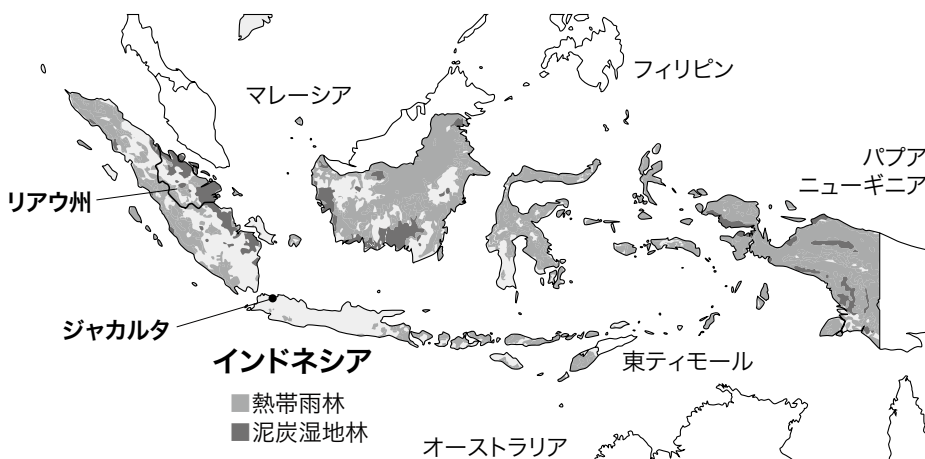 フィリピン
マレーシア
パプア
ニューギニア
リアウ州
ジャカルタ
インドネシア
東ティモール
熱帯雨林
泥炭湿地林
オーストラリア